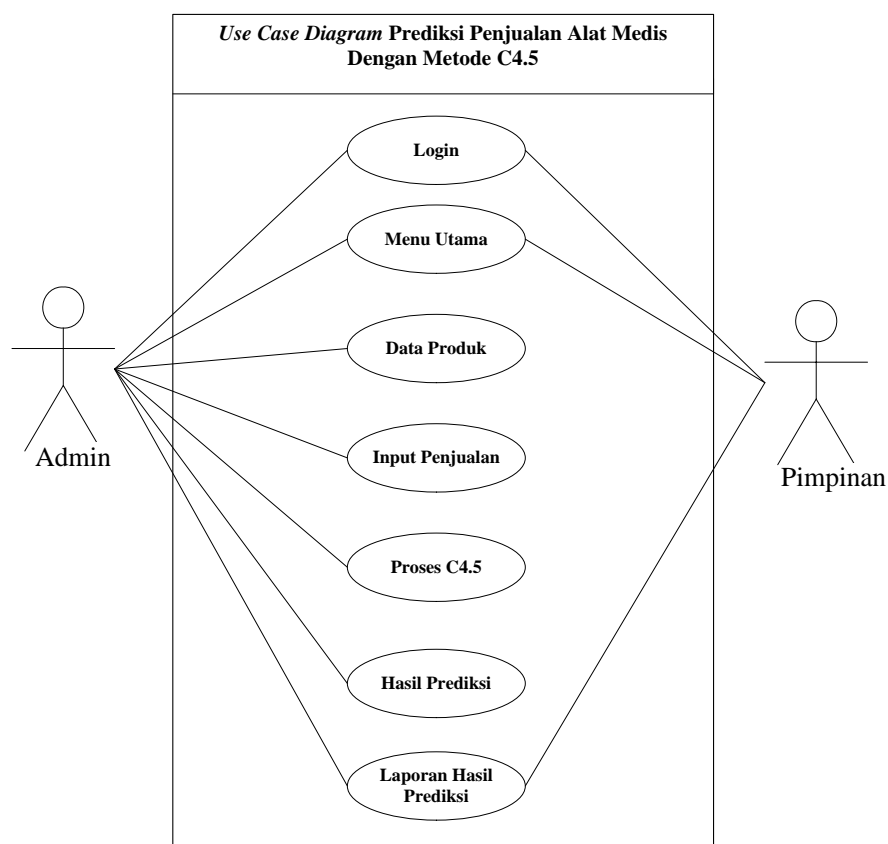 Use Case Diagram Prediksi Penjualan Alat Medis
Dengan Metode C4.5
Login
Menu Utama
Data Produk
Admin
Input Penjualan
Pimpinan
Proses C4.5
Hasil Prediksi
Laporan Hasil
Prediksi